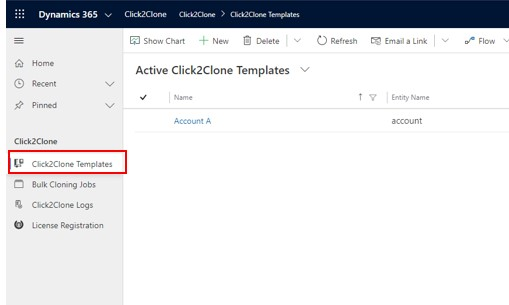 Dynamics 365 Click2Clone Click2Clone > Click2Clone Templates
Show Chart + New Delete Refresh Email a Link Flow
Home
Recent
Pinned
Click2Clone
Click2Clone Templates
Bulk Cloning Jobs
Click2Clone Logs
License Registration
Active Click2Clone Templates
Name Entity Name
Account A account